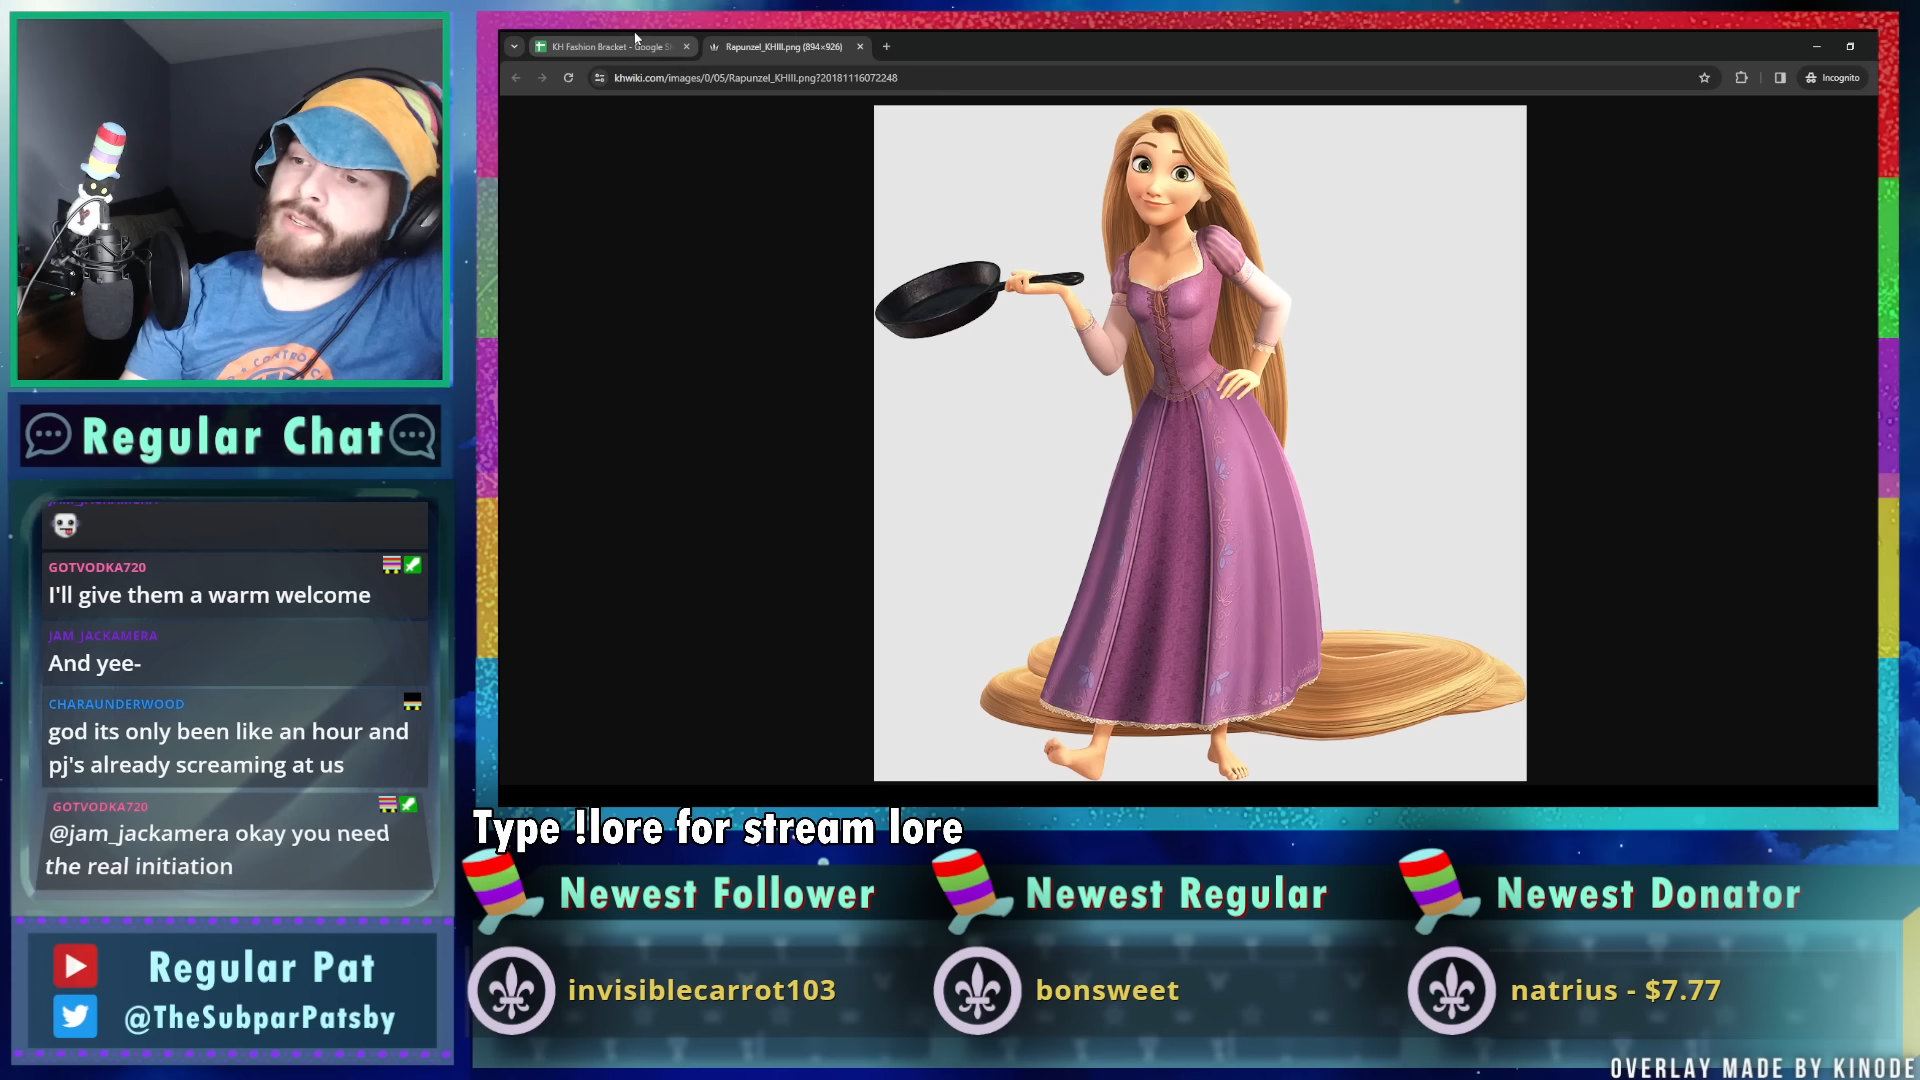 KH Fashion Bracket - Google S
Rapunzel_KHIII.png (894×926)
khwiki.com/images/0/05/Rapunzel_KHIII.png?20181116072248
Incognito
CONTROL
Regular Chat
JAM_JACKAMERA
GOTVODKA720
I'll give them a warm welcome
JAM_JACKAMERA
And yee-
CHARAUNDERWOOD
god its only been like an hour and
pj's already screaming at us
GOTVODKA720
@jam_jackamera okay you need
the real initiation
Regular Pat
@TheSubparPatsby
Type !lore for stream lore
Newest Follower
invisiblecarrot103
Newest Regular
bonsweet
Newest Donator
natrius - $7.77
OVERLAY MADE BY KINODE